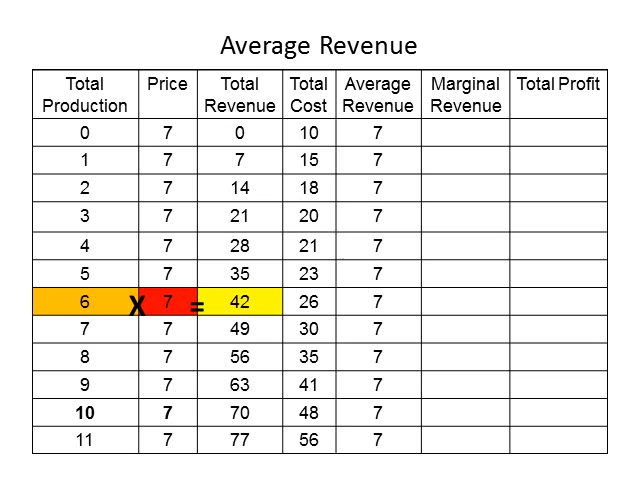 Average Revenue
Total Production Price Total Revenue Total Cost Average Revenue Marginal Revenue Total Profit
0 7 0 10 7
1 7 7 15 7
2 7 14 18 7
3 7 21 20 7
4 7 28 21 7
5 7 35 23 7
6 X 7 = 42 26 7
7 7 49 30 7
8 7 56 35 7
9 7 63 41 7
10 7 70 48 7
11 7 77 56 7